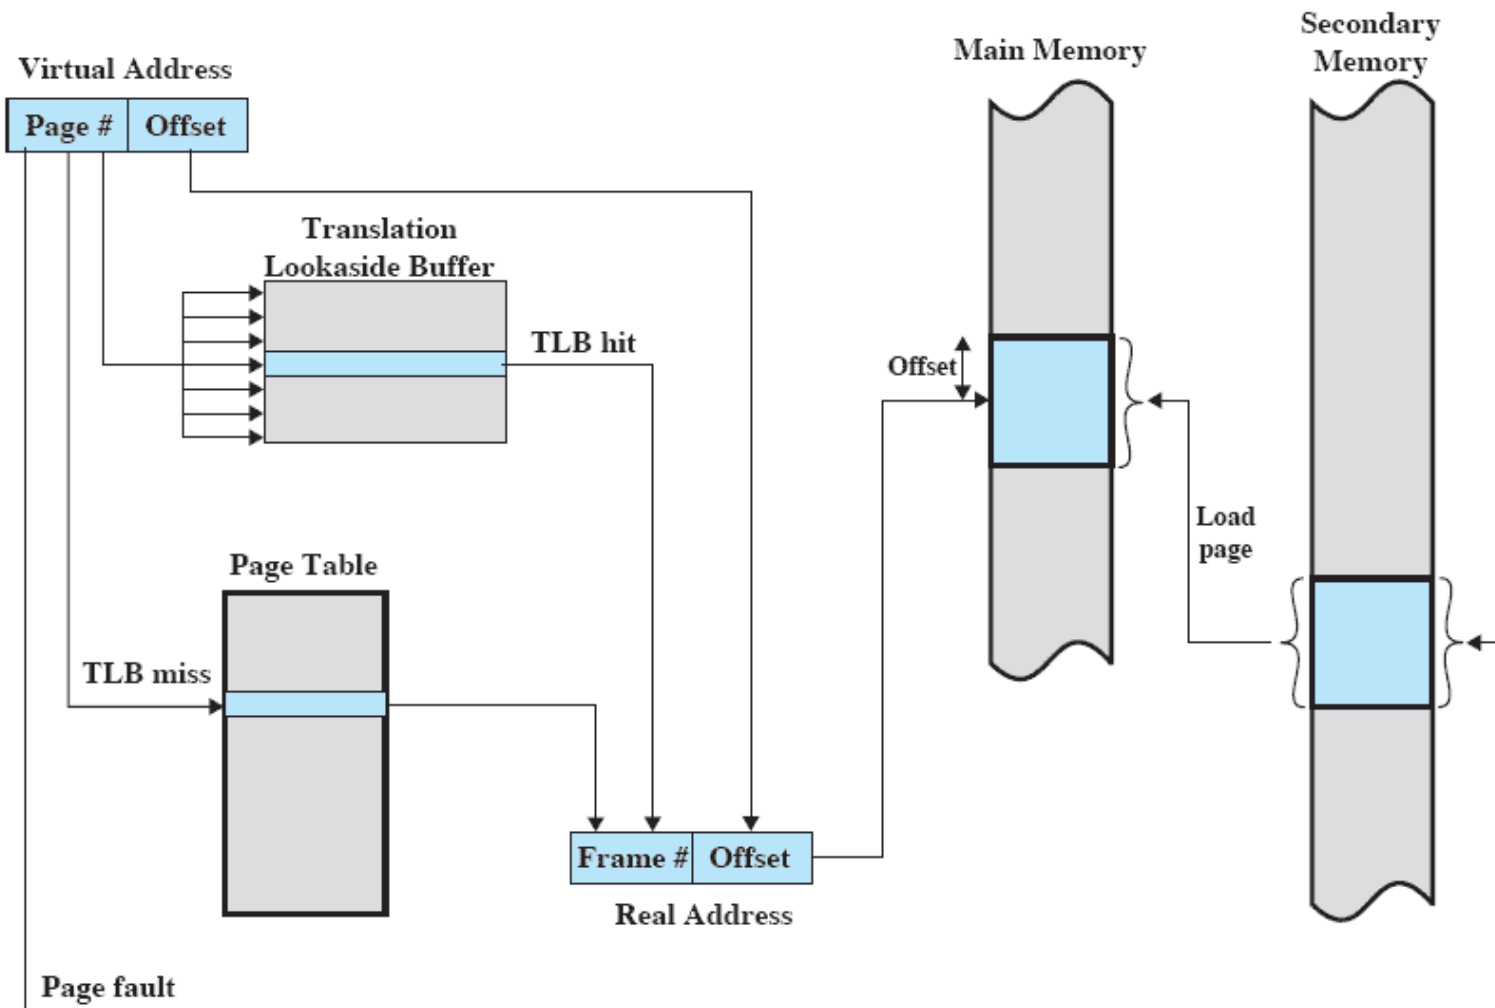 Virtual Address
Page #
Offset
Translation
Lookaside Buffer
TLB hit
Page Table
TLB miss
Frame #
Offset
Real Address
Page fault
Main Memory
Offset
Load
page
Secondary
Memory